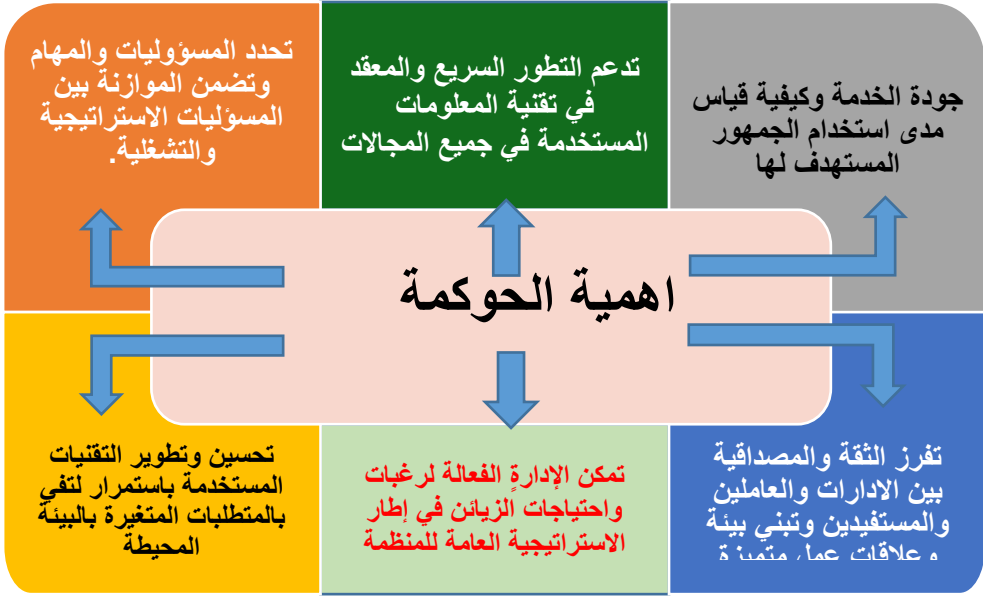 جودة الخدمة وكيفية قياس
مدى استخدام الجمهور
المستهدف لها
تدعم التطور السريع والمعقد
في تقنية المعلومات
المستخدمة في جميع المجالات
تحدد المسؤوليات والمهام
وتضمن الموازنة بين
المسؤليات الاستراتيجية
والتشغلية.
اهمية الحوكمة
تفرز الثقة والمصداقية
بين الادارات والعاملين
والمستفيدين وتبني بيئة
وعلاقات عمل متميزة
تمكن الإدارةٍ الفعالة لرغبات
واحتياجات الزبائن في إطار
الاستراتيجية العامة للمنظمة
تحسين وتطوير التقنيات
المستخدمة باستمرار لتفي
بالمتطلبات المتغيرة بالبيئة
المحيطة